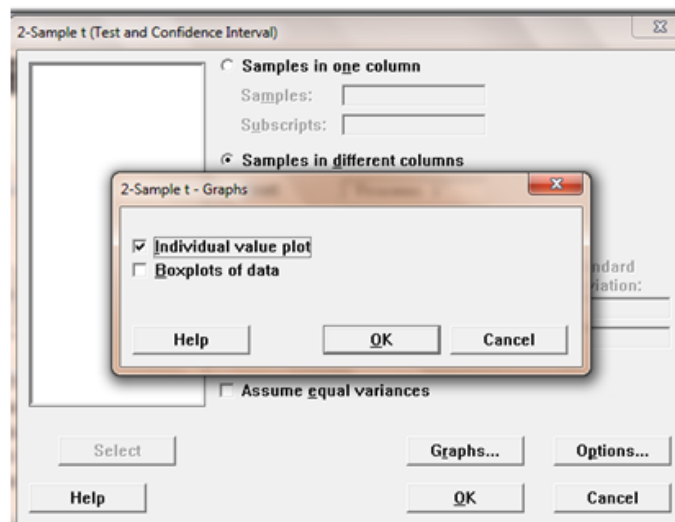 2-Sample t (Test and Confidence Interval)
Samples in one column
Samples:
Subscripts:
Samples in different columns
2-Sample t - Graphs
Individual value plot
Boxplots of data
Help
OK
Cancel
Assume equal variances
Select
Graphs...
Options...
Help
OK
Cancel